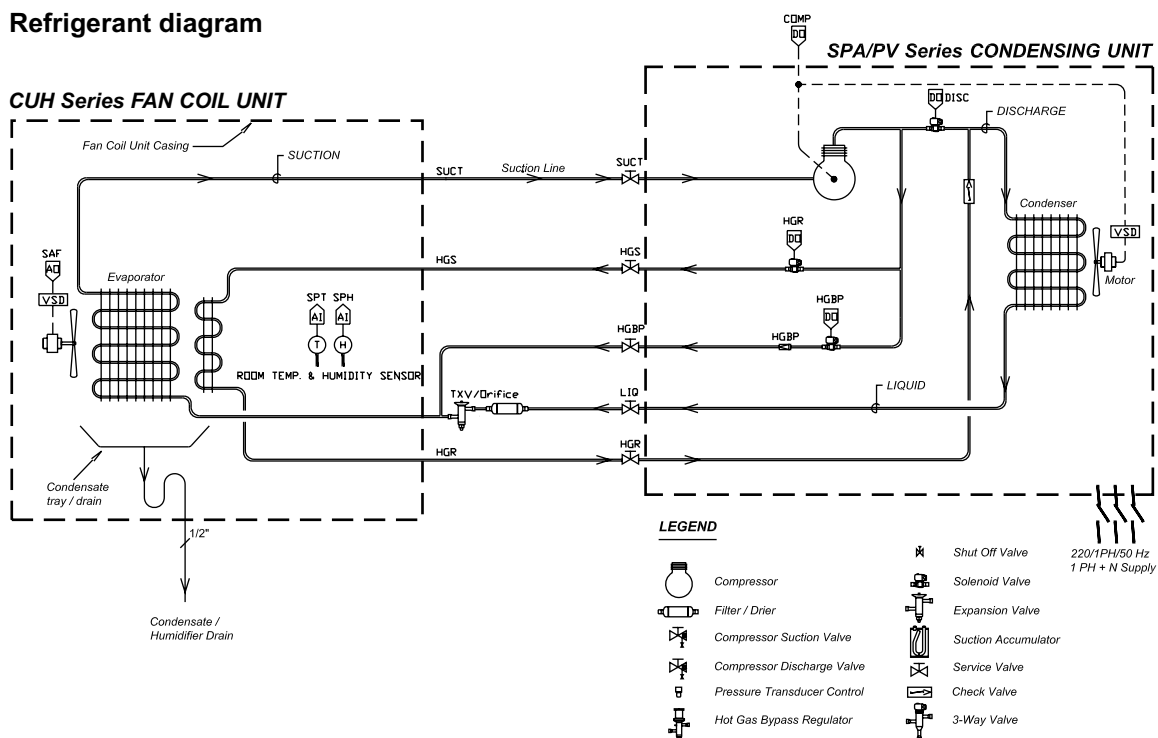 Refrigerant diagram
COMP
DO
SPA/PV Series CONDENSING UNIT
CUH Series FAN COIL UNIT
DO DISC
DISCHARGE
Fan Coil Unit Casing
SUCTION
SUCT
Suction Line
SUCT
Condenser
HGR
DO
VSD
SAF
AO
HGS
HGS
Evaporator
Motor
VSD
SPT
SPH
AI
AI
HGBP
DO
HGBP
HGBP
T
H
ROOM TEMP. & HUMIDITY SENSOR
TXV/Orifice
LIQ
LIQUID
HGR
HGR
Condensate
tray / drain
1/2"
LEGEND
220/1PH/50 Hz
1 PH + N Supply
Condensate /
Humidifier Drain
Compressor
Filter / Drier
Compressor Suction Valve
Compressor Discharge Valve
Pressure Transducer Control
Hot Gas Bypass Regulator
Shut Off Valve
Solenoid Valve
Expansion Valve
Suction Accumulator
Service Valve
Check Valve
3-Way Valve